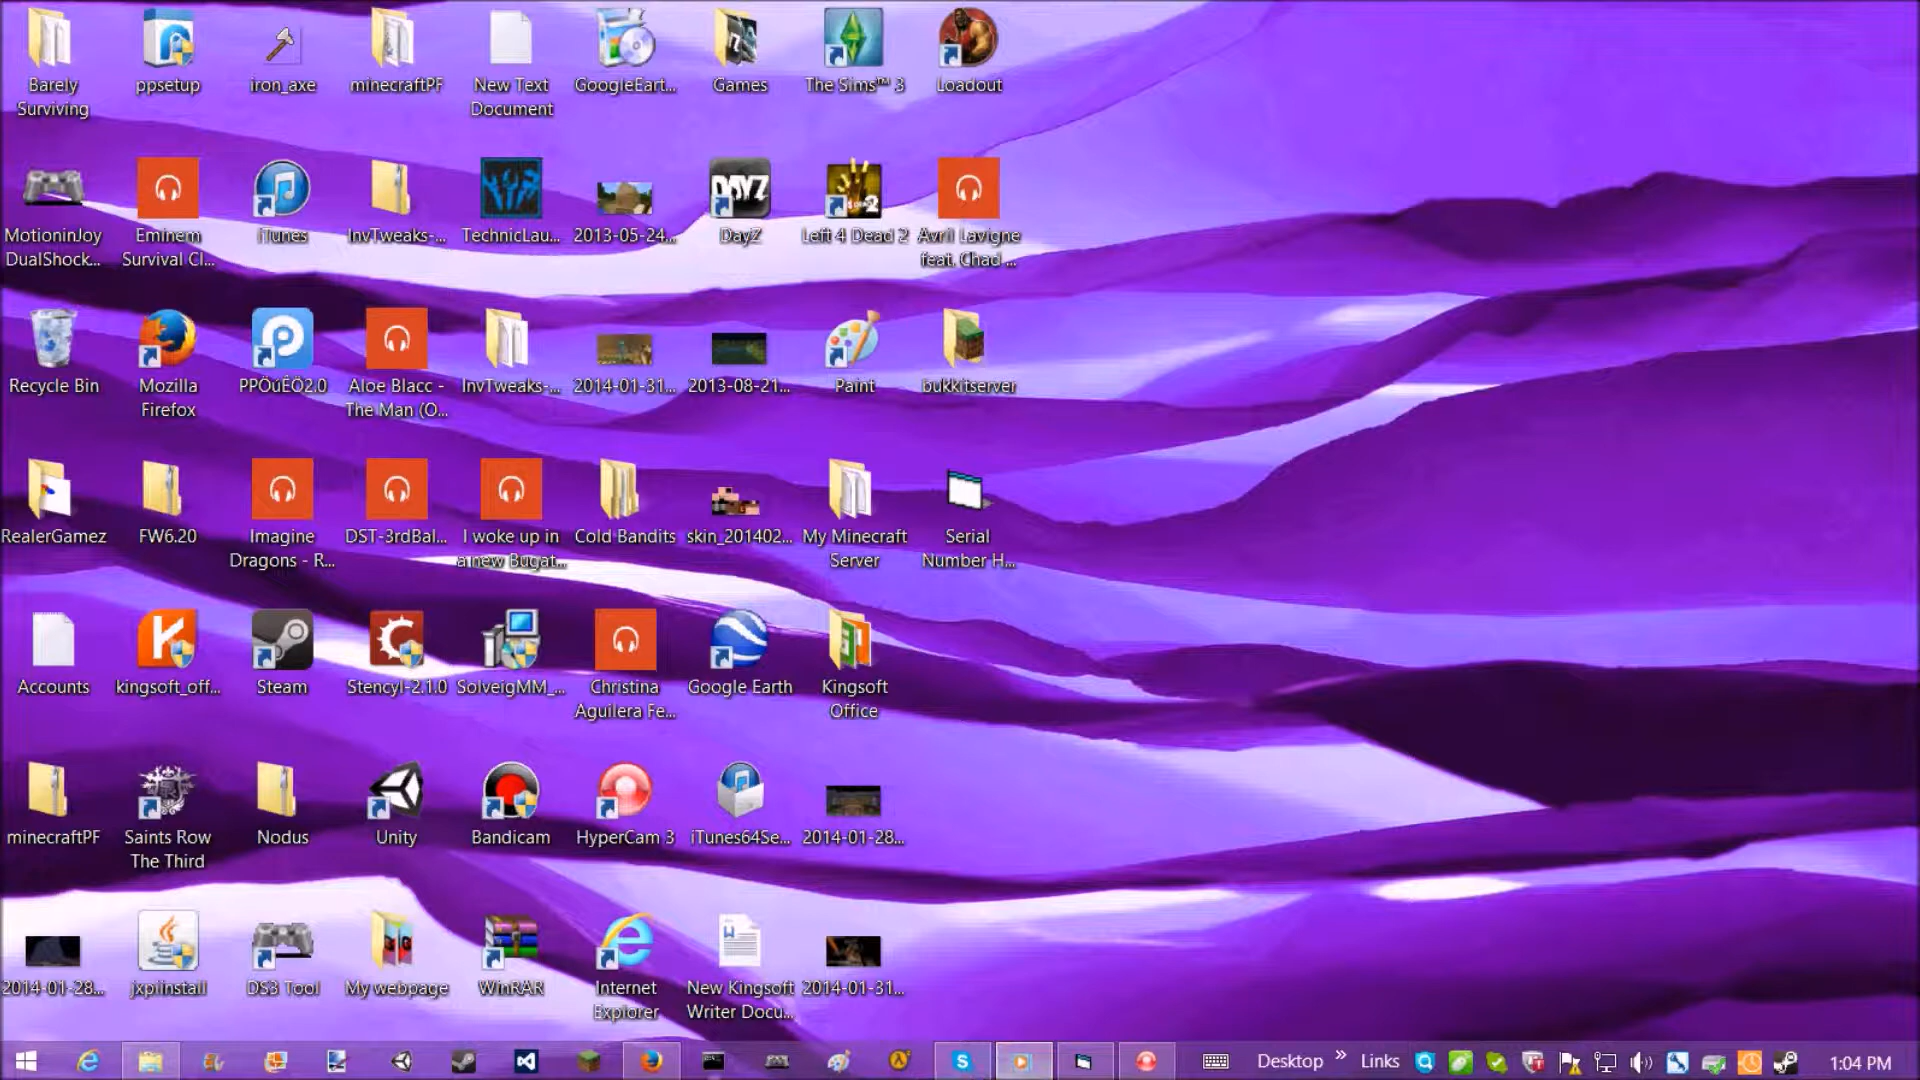 Barely
Surviving
ppsetup
iron_axe
minecraftPF
New Text
Document
GoogleEart...
Games
The Sims™ 3
Loadout
MotioninJoy
DualShock...
Eminem
Survival Cl...
iTunes
InvTweaks-...
TechnicLau...
2013-05-24...
DAYZ
DayZ
2
Left 4 Dead 2
Avril Lavigne
feat. Chad ...
Recycle Bin
Mozilla
Firefox
PPÖúÊÖ2.0
Aloe Blacc -
The Man (O...
InvTweaks-...
2014-01-31...
2013-08-21...
Paint
bukkitserver
RealerGamez
FW6.20
Imagine
Dragons - R...
DST-3rdBal...
I woke up in
a new Bugat...
Cold Bandits
skin_201402...
My Minecraft
Server
Serial
Number H...
Accounts
kingsoft_off...
Steam
Stencyl-2.1.0
SolveigMM_...
Christina
Aguilera Fe...
Google Earth
Kingsoft
Office
minecraftPF
Saints Row
The Third
Nodus
Unity
Bandicam
HyperCam 3
iTunes64Se...
2014-01-28...
2014-01-28...
jxpiinstall
DS3 Tool
My webpage
WinRAR
Internet
Explorer
New Kingsoft
Writer Docu...
2014-01-31...
Desktop » Links 1:04 PM